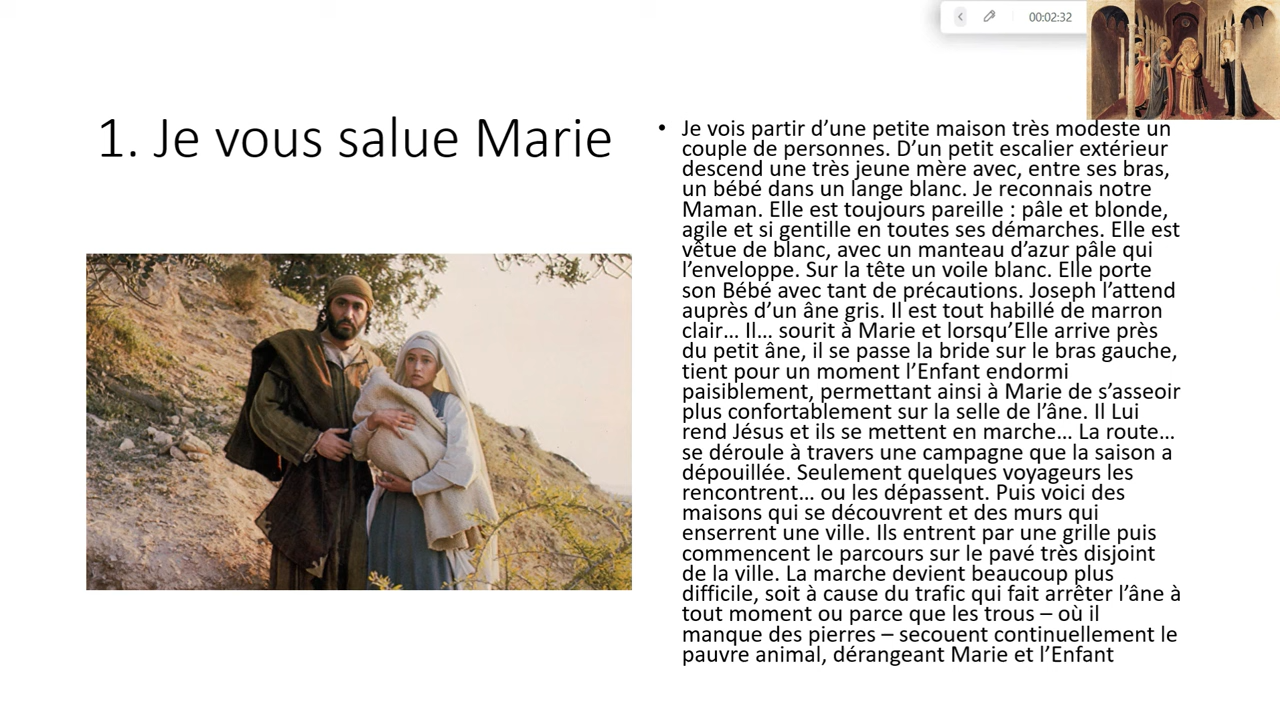 00:02:32
1. Je vous salue Marie
• Je vois partir d’une petite maison très modeste un
couple de personnes. D’un petit escalier extérieur
descend une très jeune mère avec, entre ses bras,
un bébé dans un lange blanc. Je reconnais notre
Maman. Elle est toujours pareille : pâle et blonde,
agile et si gentille en toutes ses démarches. Elle est
vêtue de blanc, avec un manteau d’azur pâle qui
l’enveloppe. Sur la tête un voile blanc. Elle porte
son Bébé avec tant de précautions. Joseph l’attend
auprès d’un âne gris. Il est tout habillé de marron
clair… Il… sourit à Marie et lorsqu’Elle arrive près
du petit âne, il se passe la bride sur le bras gauche,
tient pour un moment l’Enfant endormi
paisiblement, permettant ainsi à Marie de s’asseoir
plus confortablement sur la selle de l’âne. Il Lui
rend Jésus et ils se mettent en marche… La route…
se déroule à travers une campagne que la saison a
dépouillée. Seulement quelques voyageurs les
rencontrent… ou les dépassent. Puis voici des
maisons qui se découvrent et des murs qui
enserrent une ville. Ils entrent par une grille puis
commencent le parcours sur le pavé très disjoint
de la ville. La marche devient beaucoup plus
difficile, soit à cause du trafic qui fait arrêter l’âne à
tout moment ou parce que les trous – où il
manque des pierres – secouent continuellement le
pauvre animal, dérangeant Marie et l’Enfant